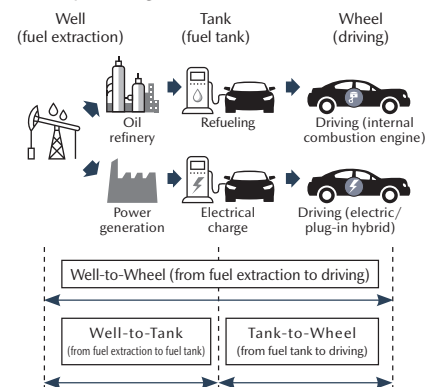 Well
(fuel extraction)
Tank
(fuel tank)
Wheel
(driving)
Oil
refinery
Refueling
Driving (internal
combustion engine)
Power
generation
Electrical
charge
Driving (electric/
plug-in hybrid)
Well-to-Wheel (from fuel extraction to driving)
Well-to-Tank
(from fuel extraction to fuel tank)
Tank-to-Wheel
(from fuel tank to driving)